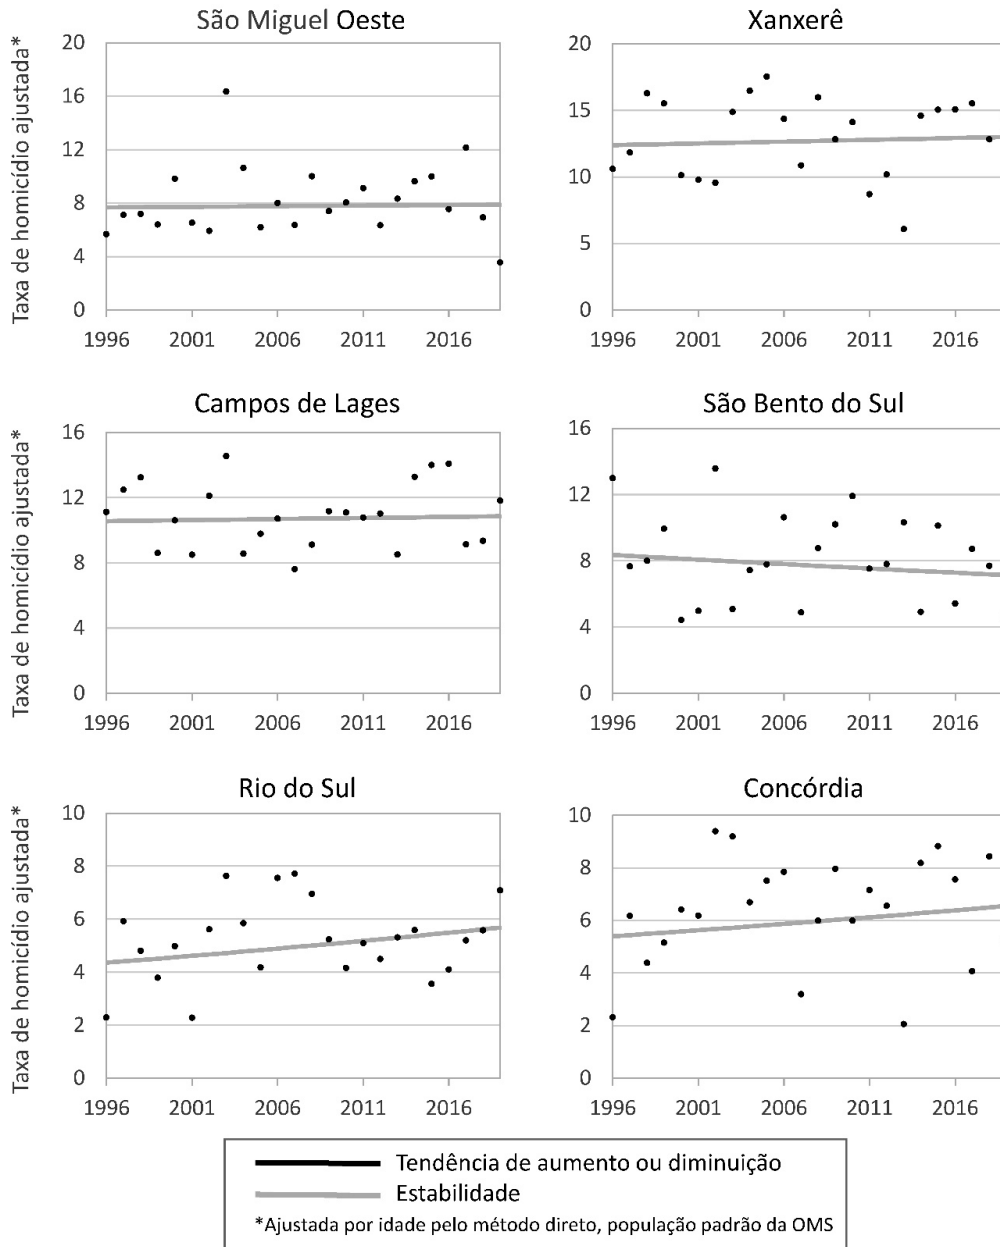 São Miguel Oeste
Xanxerê
Taxa de homicídio ajustada*
20
16
12
8
4
0
1996 2001 2006 2011 2016
20
15
10
5
0
1996 2001 2006 2011 2016
Campos de Lages
São Bento do Sul
Taxa de homicídio ajustada*
16
12
8
4
0
1996 2001 2006 2011 2016
16
12
8
4
0
1996 2001 2006 2011 2016
Rio do Sul
Concórdia
Taxa de homicídio ajustada*
10
8
6
4
2
0
1996 2001 2006 2011 2016
10
8
6
4
2
0
1996 2001 2006 2011 2016
Tendência de aumento ou diminuição
Estabilidade
*Ajustada por idade pelo método direto, população padrão da OMS